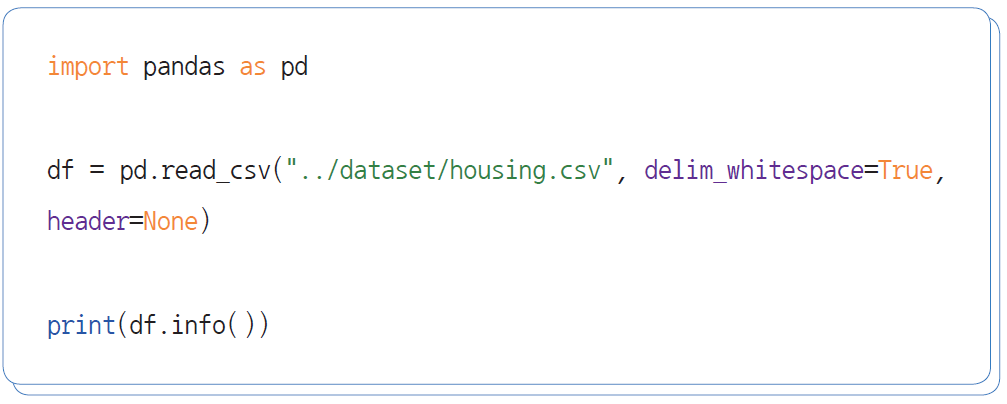 import pandas as pd
df = pd.read_csv("../dataset/housing.csv", delim_whitespace=True,
header=None)
print(df.info())